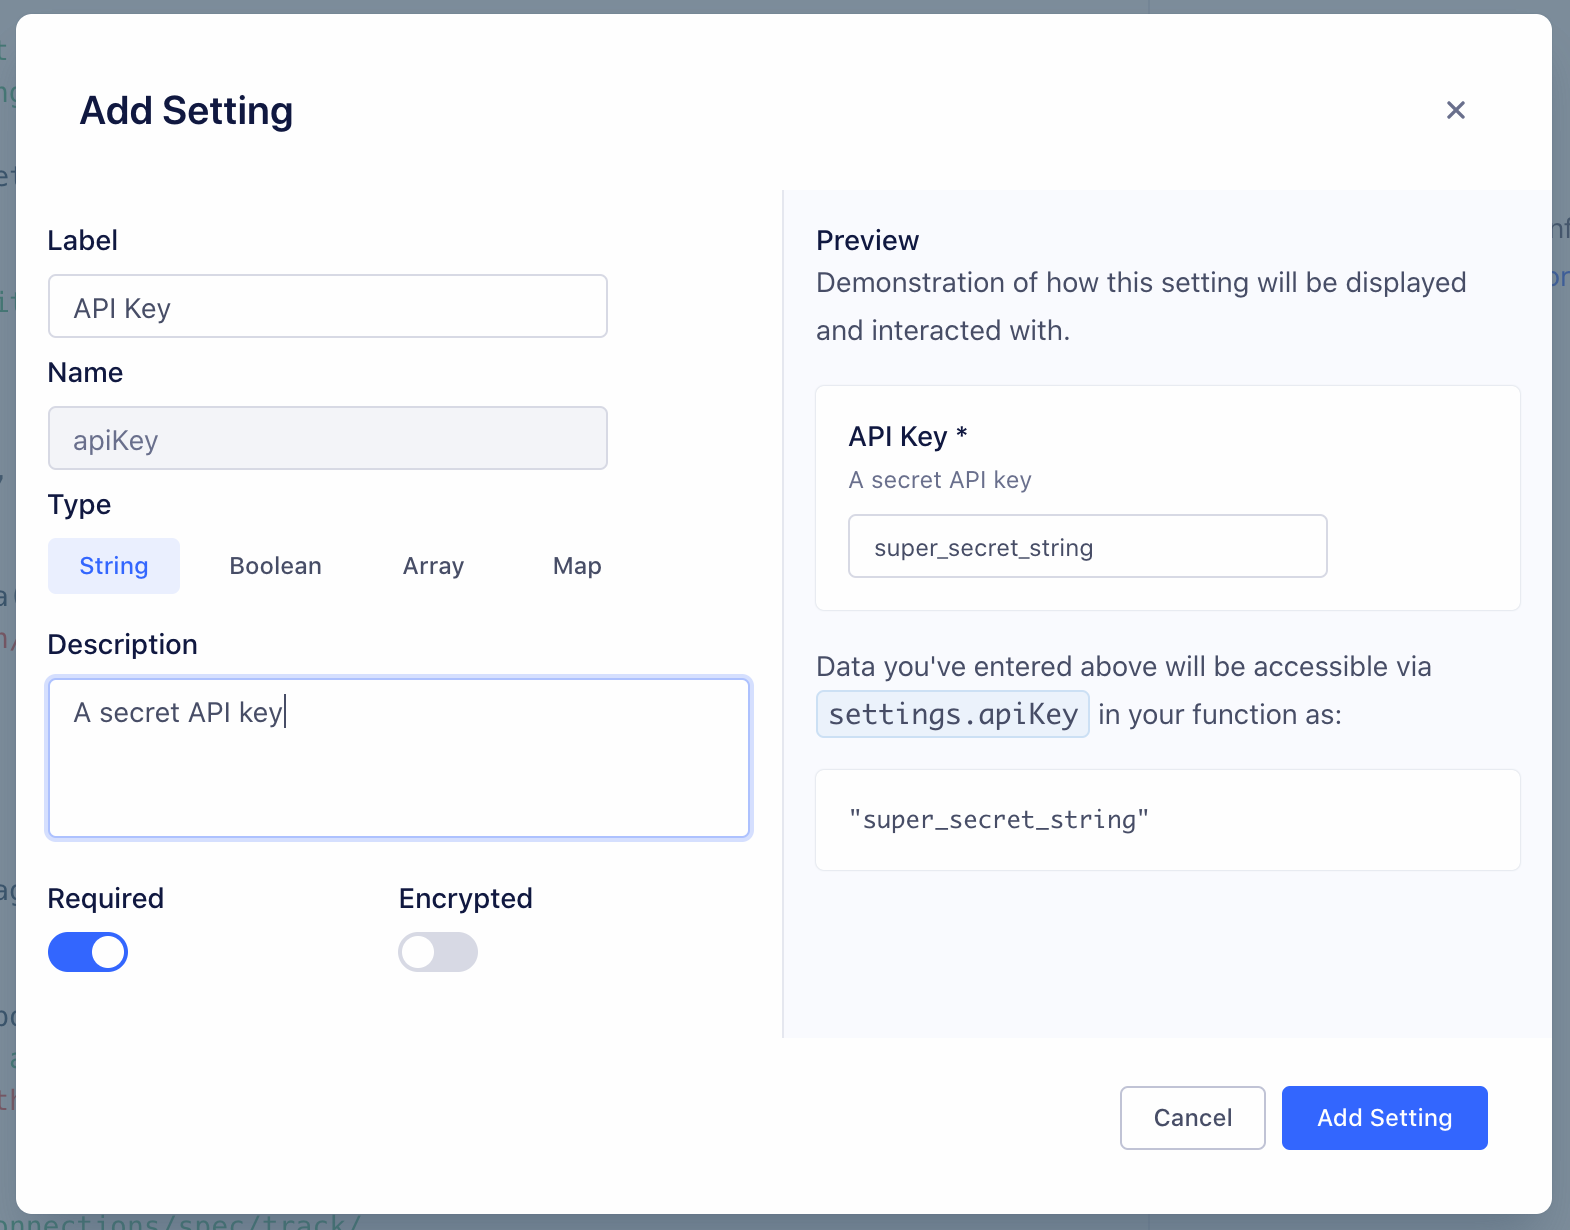 Add Setting
Label
API Key
Name
apiKey
Type
String Boolean Array Map
Description
A secret API key
Required Encrypted
Preview
Demonstration of how this setting will be displayed
and interacted with.
API Key *
A secret API key
super_secret_string
Data you've entered above will be accessible via
settings.apiKey in your function as:
"super_secret_string"
Cancel Add Setting
onnections/spec/track/